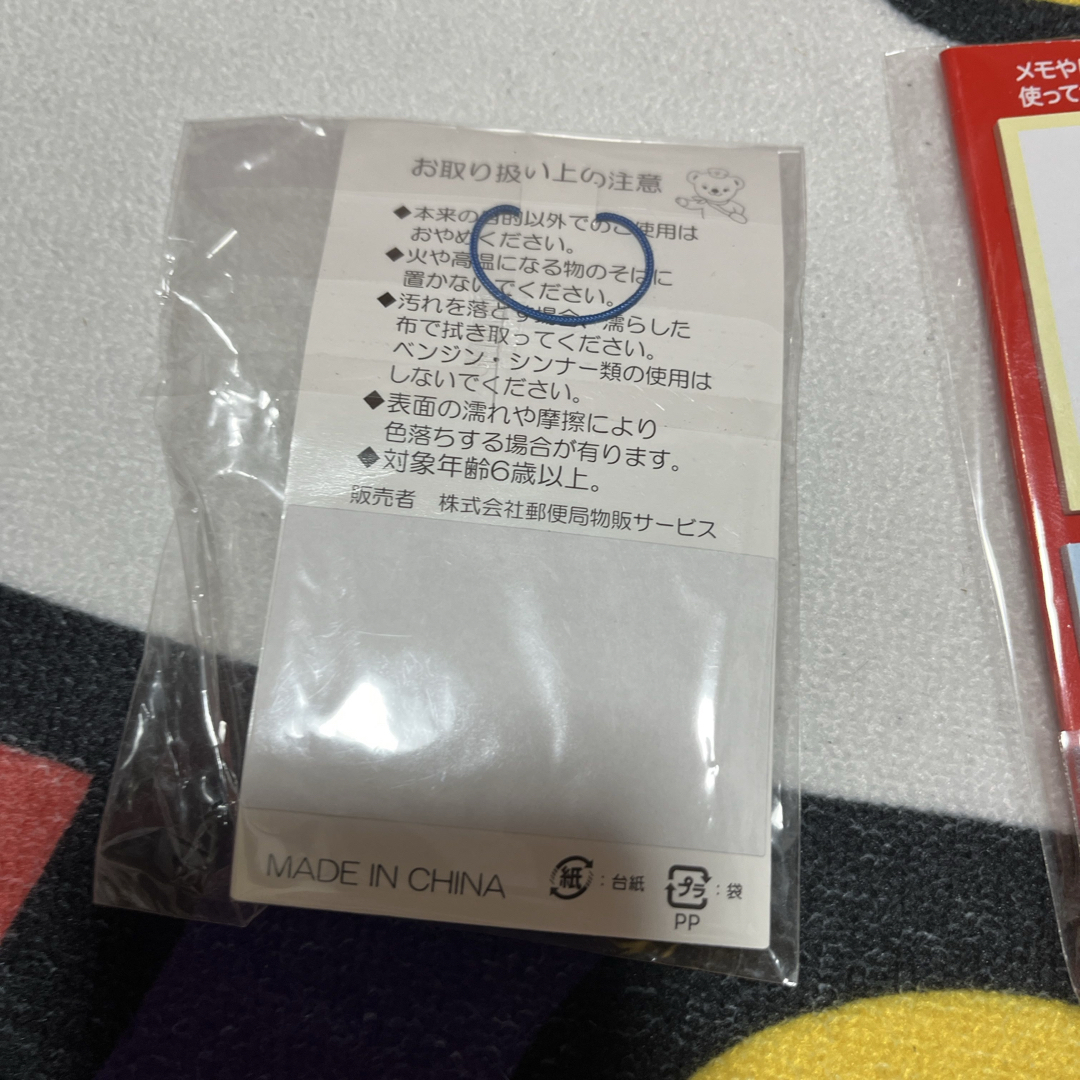 お取り扱い上の注意
◆本来の目的以外でのご使用は
おやめください。
◆火や高温になる物のそばに
置かないでください。
◆汚れを落とす場合、濡らした
布で拭き取ってください。
ベンジン・シンナー類の使用は
しないでください。
◆表面の濡れや摩擦により
色落ちする場合が有ります。
◆対象年齢6歳以上。
販売者 株式会社郵便局物販サービス
MADE IN CHINA
紙:台紙
プラ:袋
PP
メモや
使って